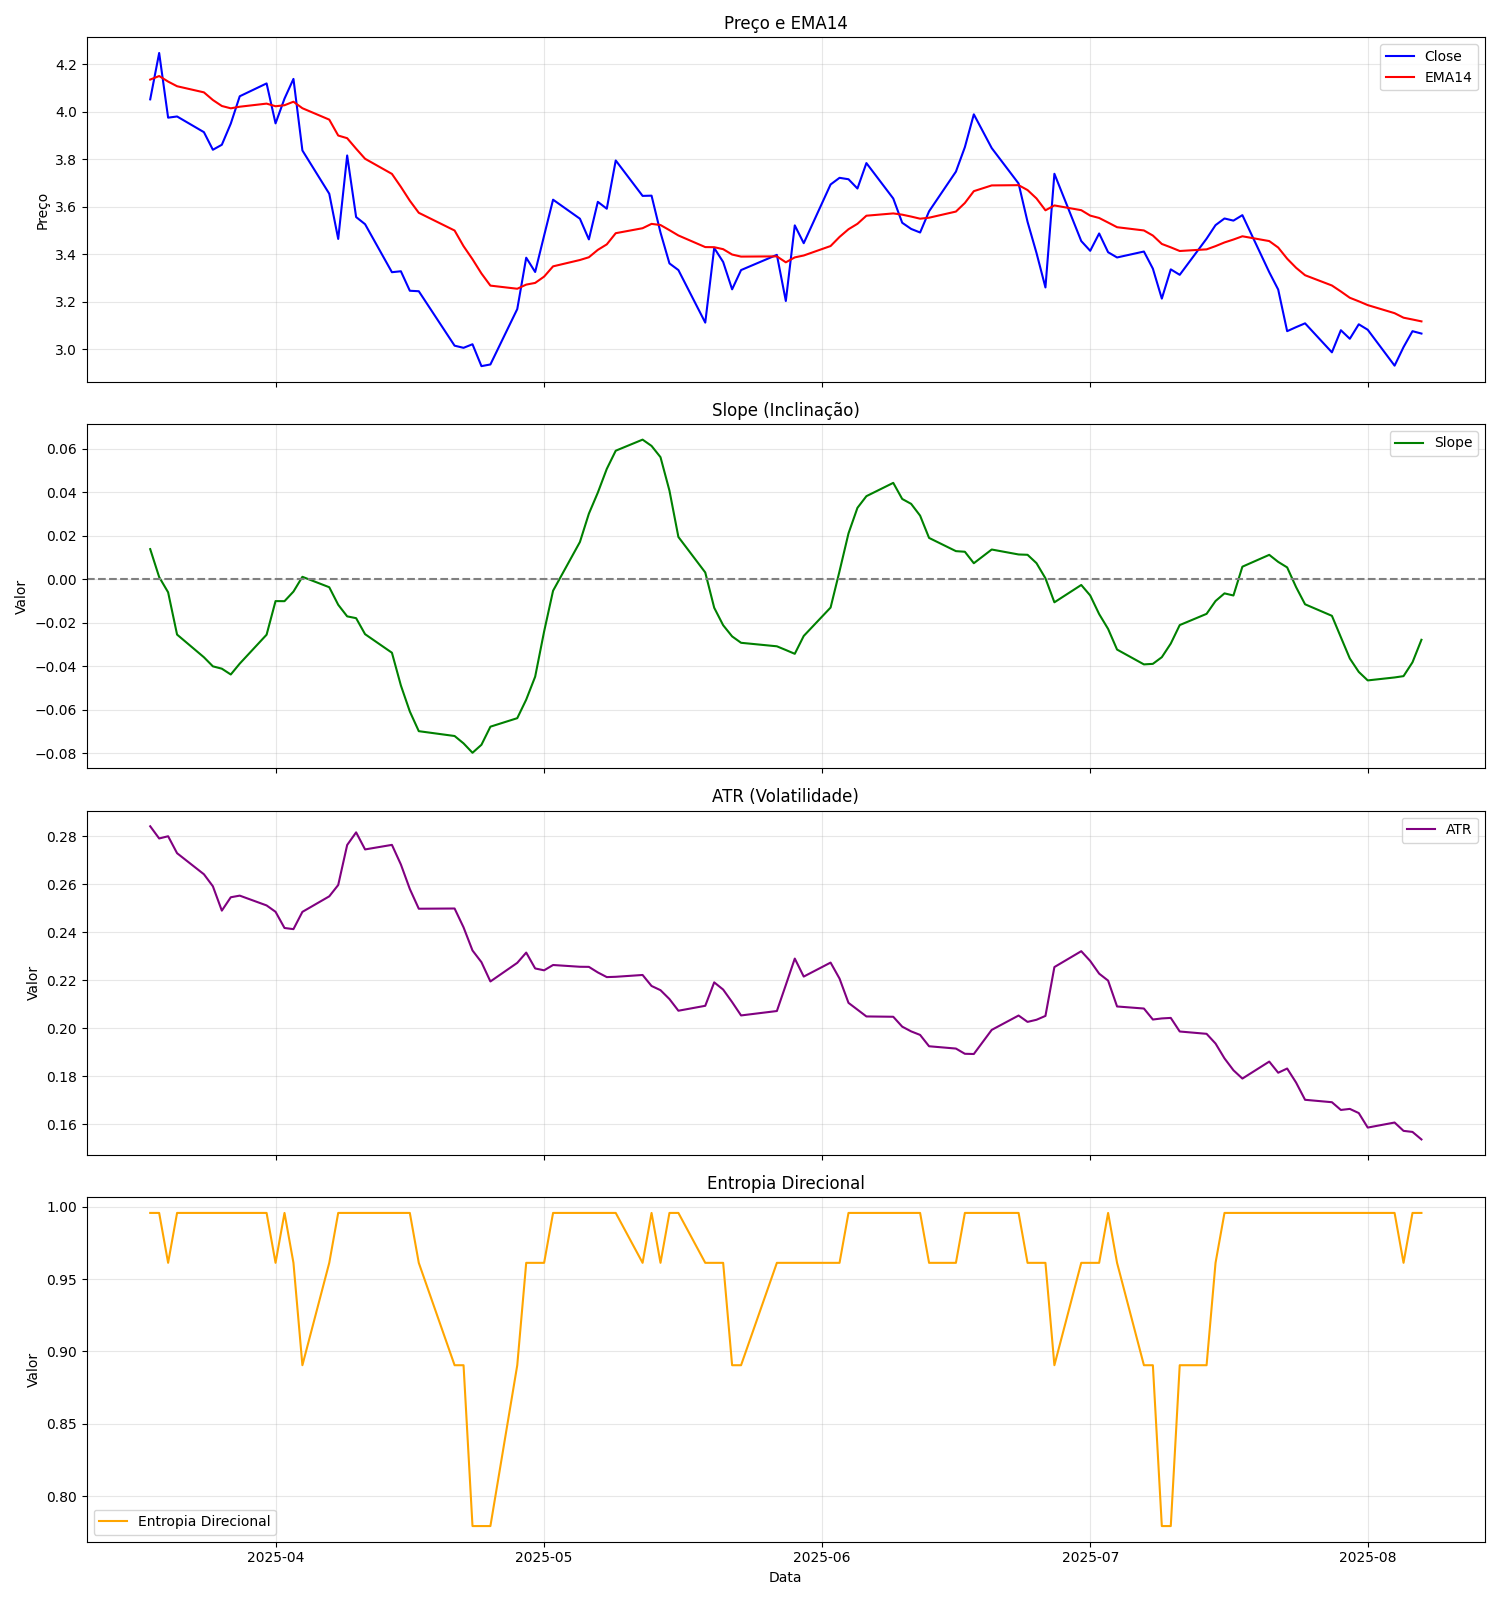 Preço e EMA14
Close
EMA14
Preço
4.2
4.0
3.8
3.6
3.4
3.2
3.0
Slope (Inclinação)
Slope
Valor
0.06
0.04
0.02
0.00
−0.02
−0.04
−0.06
−0.08
ATR (Volatilidade)
ATR
Valor
0.28
0.26
0.24
0.22
0.20
0.18
0.16
Entropia Direcional
Valor
1.00
0.95
0.90
0.85
0.80
Entropia Direcional
2025-04
2025-05
2025-06
2025-07
2025-08
Data